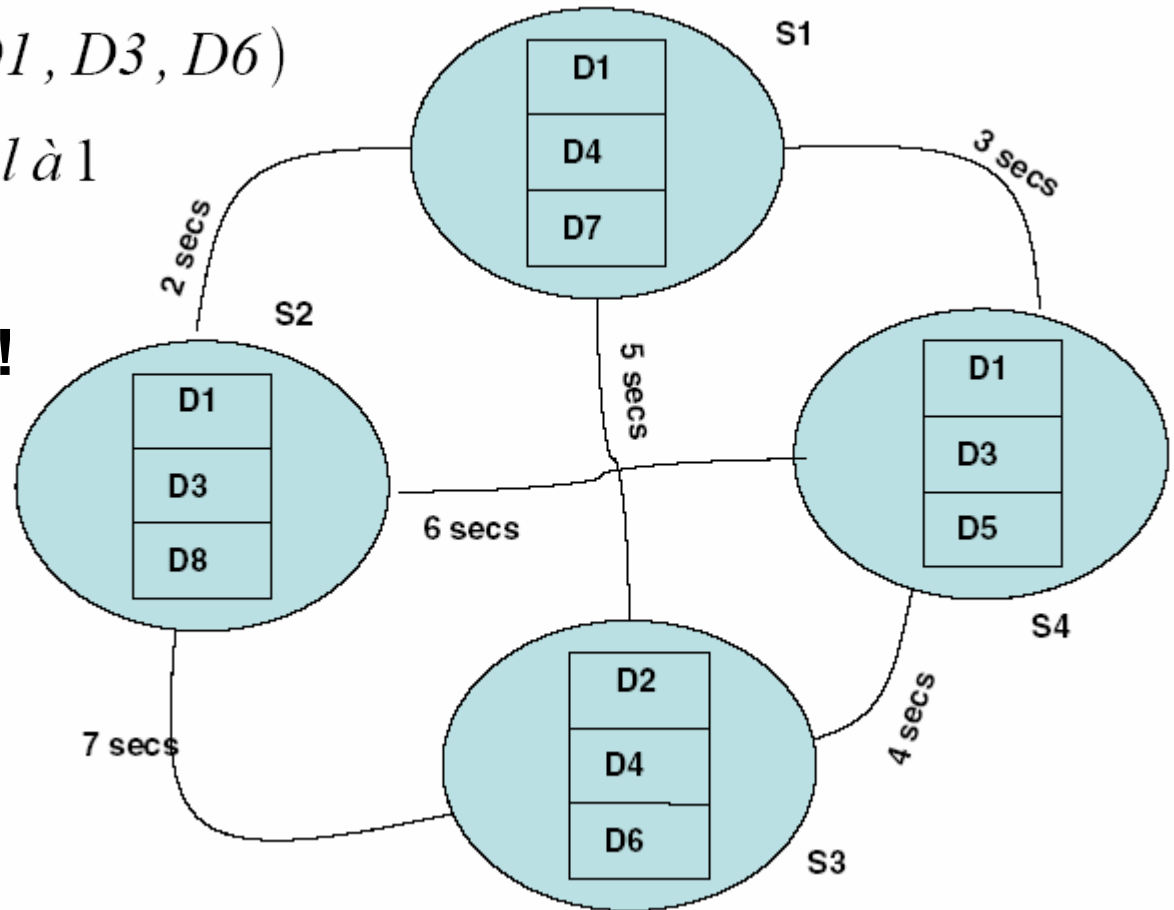 1, D3, D6)
à 1
!
S1
D1
D4
D7
2 secs
3 secs
S2
D1
D3
D8
5 secs
6 secs
D1
D3
D5
S4
7 secs
4 secs
D2
D4
D6
S3